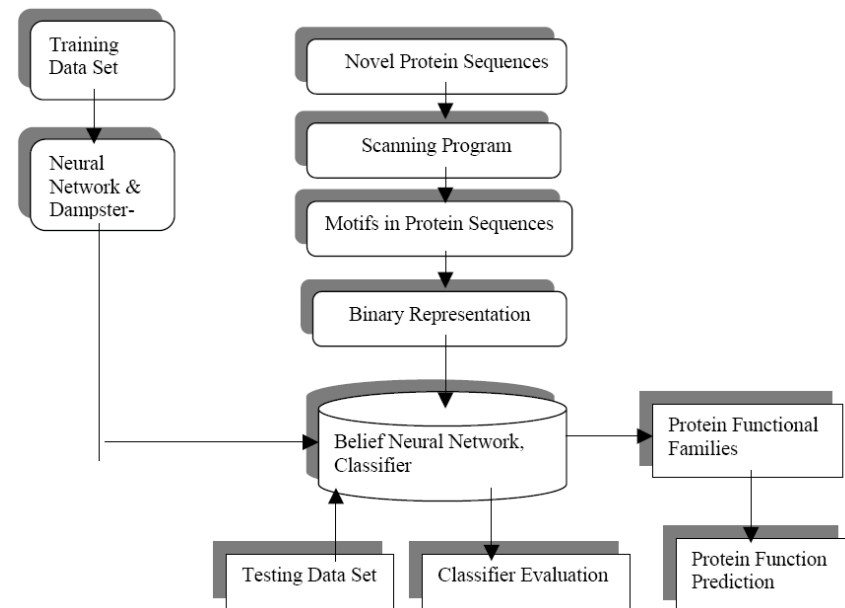 Training
Data Set
Novel Protein Sequences
Scanning Program
Neural
Network &
Dampster-
Motifs in Protein Sequences
Binary Representation
Belief Neural Network,
Classifier
Protein Functional
Families
Testing Data Set
Classifier Evaluation
Protein Function
Prediction